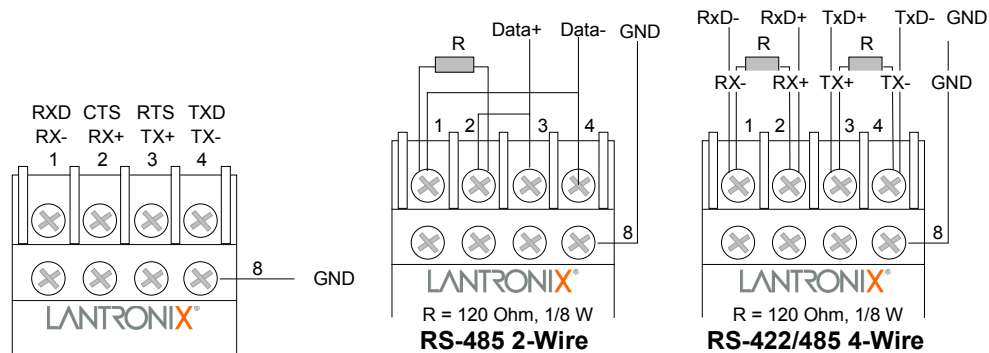 RXD CTS RTS TXD
RX- RX+ TX+ TX-
1 2 3 4
8 GND
LANTRONIX®
Data+ Data- GND
R
1 2 3 4
8
LANTRONIX®
R = 120 Ohm, 1/8 W
RS-485 2-Wire
RxD- RxD+ TxD+ TxD- GND
R R
RX- RX+ TX+ TX- GND
1 2 3 4
8
LANTRONIX®
R = 120 Ohm, 1/8 W
RS-422/485 4-Wire